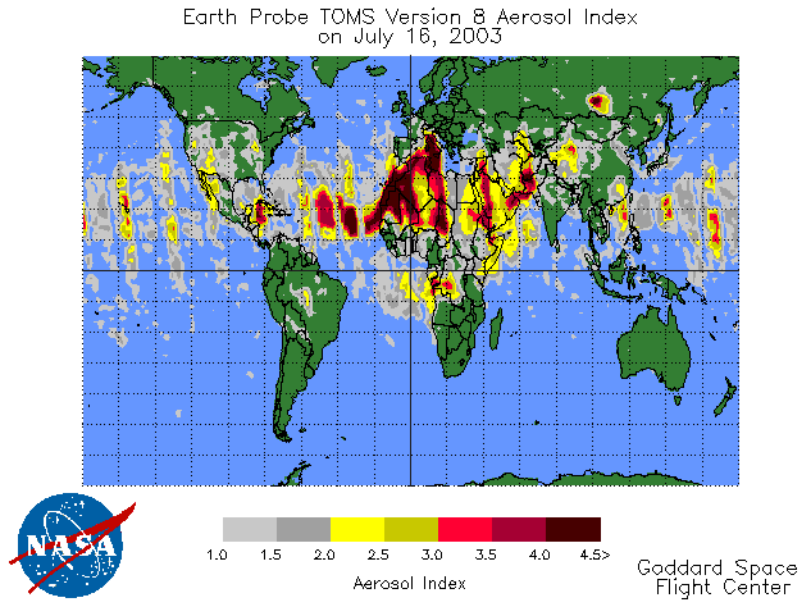 Earth Probe TOMS Version 8 Aerosol Index
on July 16, 2003
1.0 1.5 2.0 2.5 3.0 3.5 4.0 4.5>
Aerosol Index
NASA
Goddard Space
Flight Center